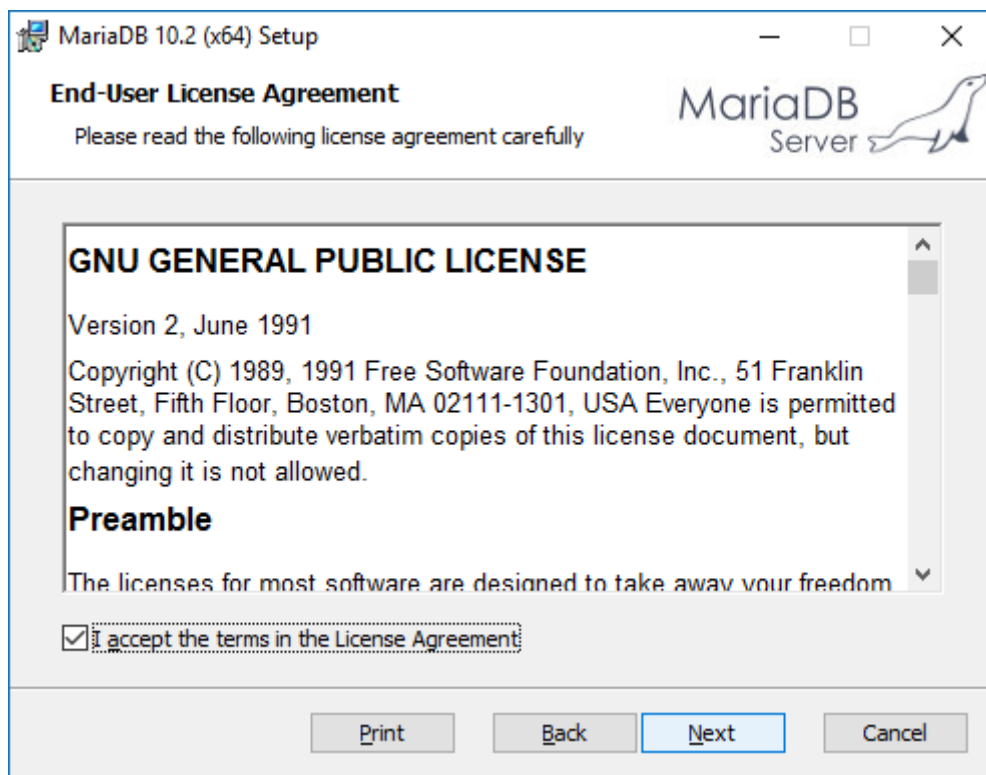 MariaDB 10.2 (x64) Setup
End-User License Agreement
Please read the following license agreement carefully
MariaDB
Server
GNU GENERAL PUBLIC LICENSE
Version 2, June 1991
Copyright (C) 1989, 1991 Free Software Foundation, Inc., 51 Franklin
Street, Fifth Floor, Boston, MA 02111-1301, USA Everyone is permitted
to copy and distribute verbatim copies of this license document, but
changing it is not allowed.
Preamble
The licenses for most software are designed to take away your freedom
I accept the terms in the License Agreement
Print
Back
Next
Cancel